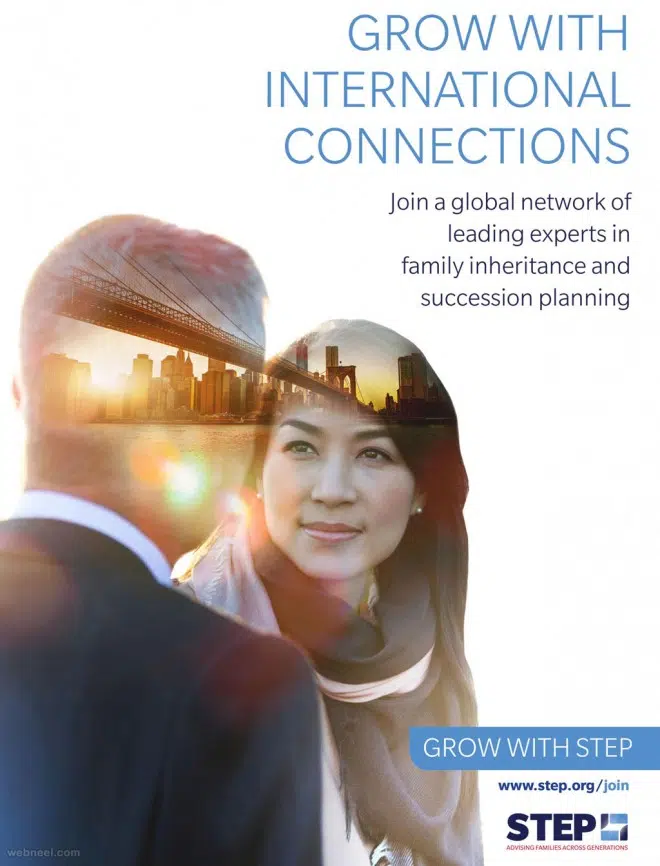 GROW WITH
INTERNATIONAL
CONNECTIONS
Join a global network of
leading experts in
family inheritance and
succession planning
GROW WITH STEP
www.step.org/join
STEP
ADVISING FAMILIES ACROSS GENERATIONS
webneel.com